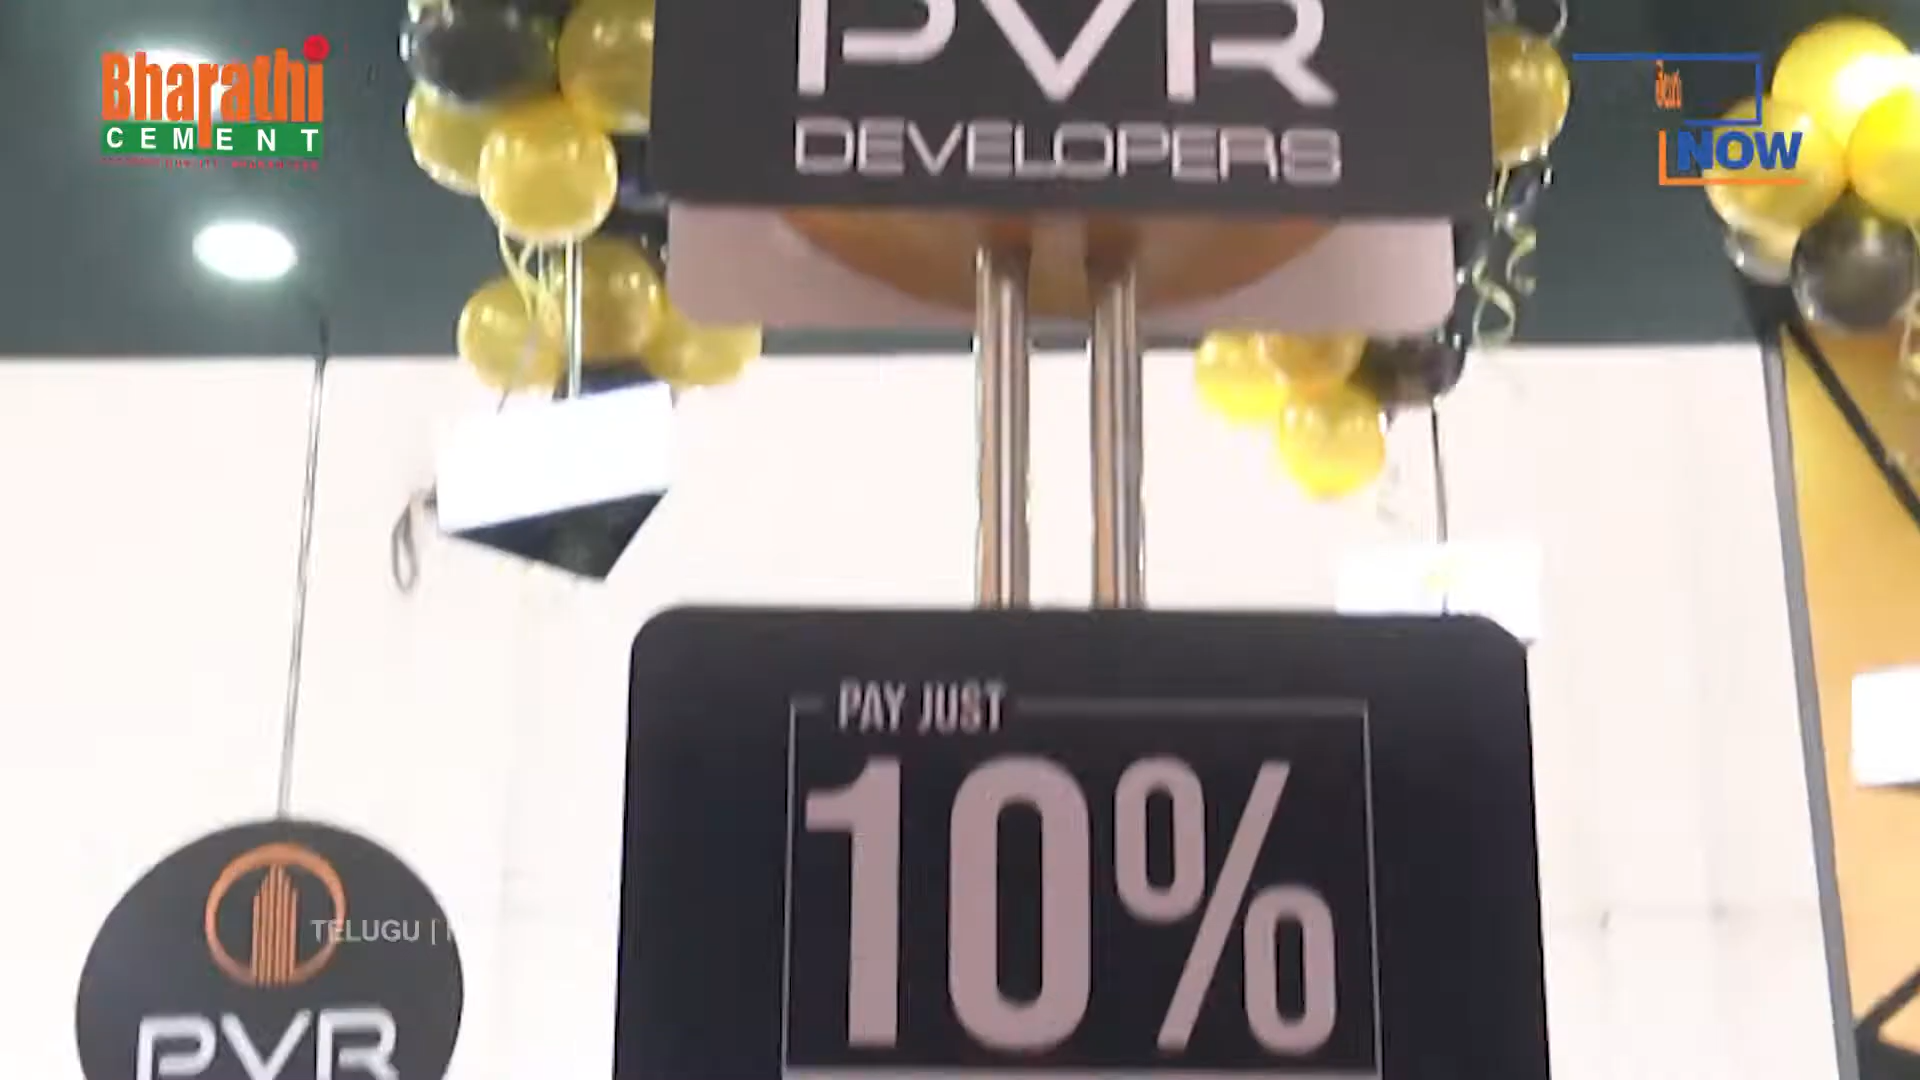 Bharathi
CEMENT
PVR
DEVELOPERS
తెలుగు
NOW
PAY JUST
10%
TELUGU |
PVR